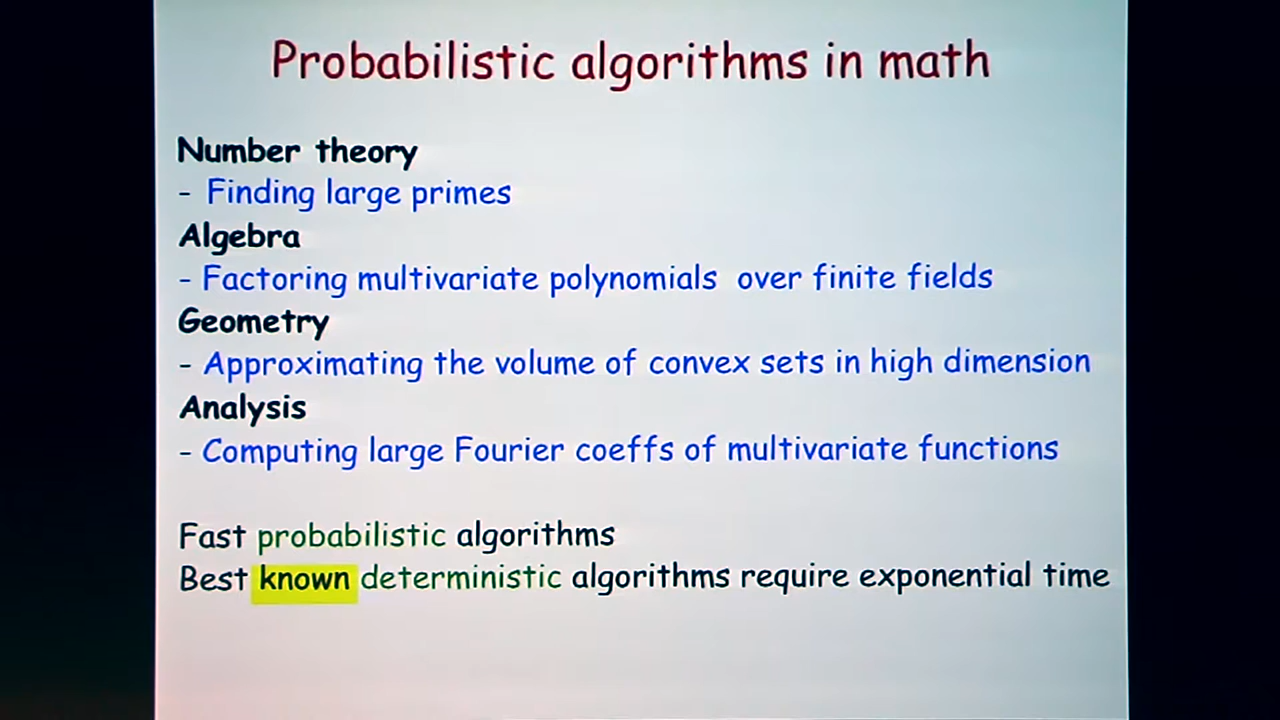 Probabilistic algorithms in math
Number theory
- Finding large primes
Algebra
- Factoring multivariate polynomials over finite fields
Geometry
- Approximating the volume of convex sets in high dimension
Analysis
- Computing large Fourier coeffs of multivariate functions
Fast probabilistic algorithms
Best known deterministic algorithms require exponential time